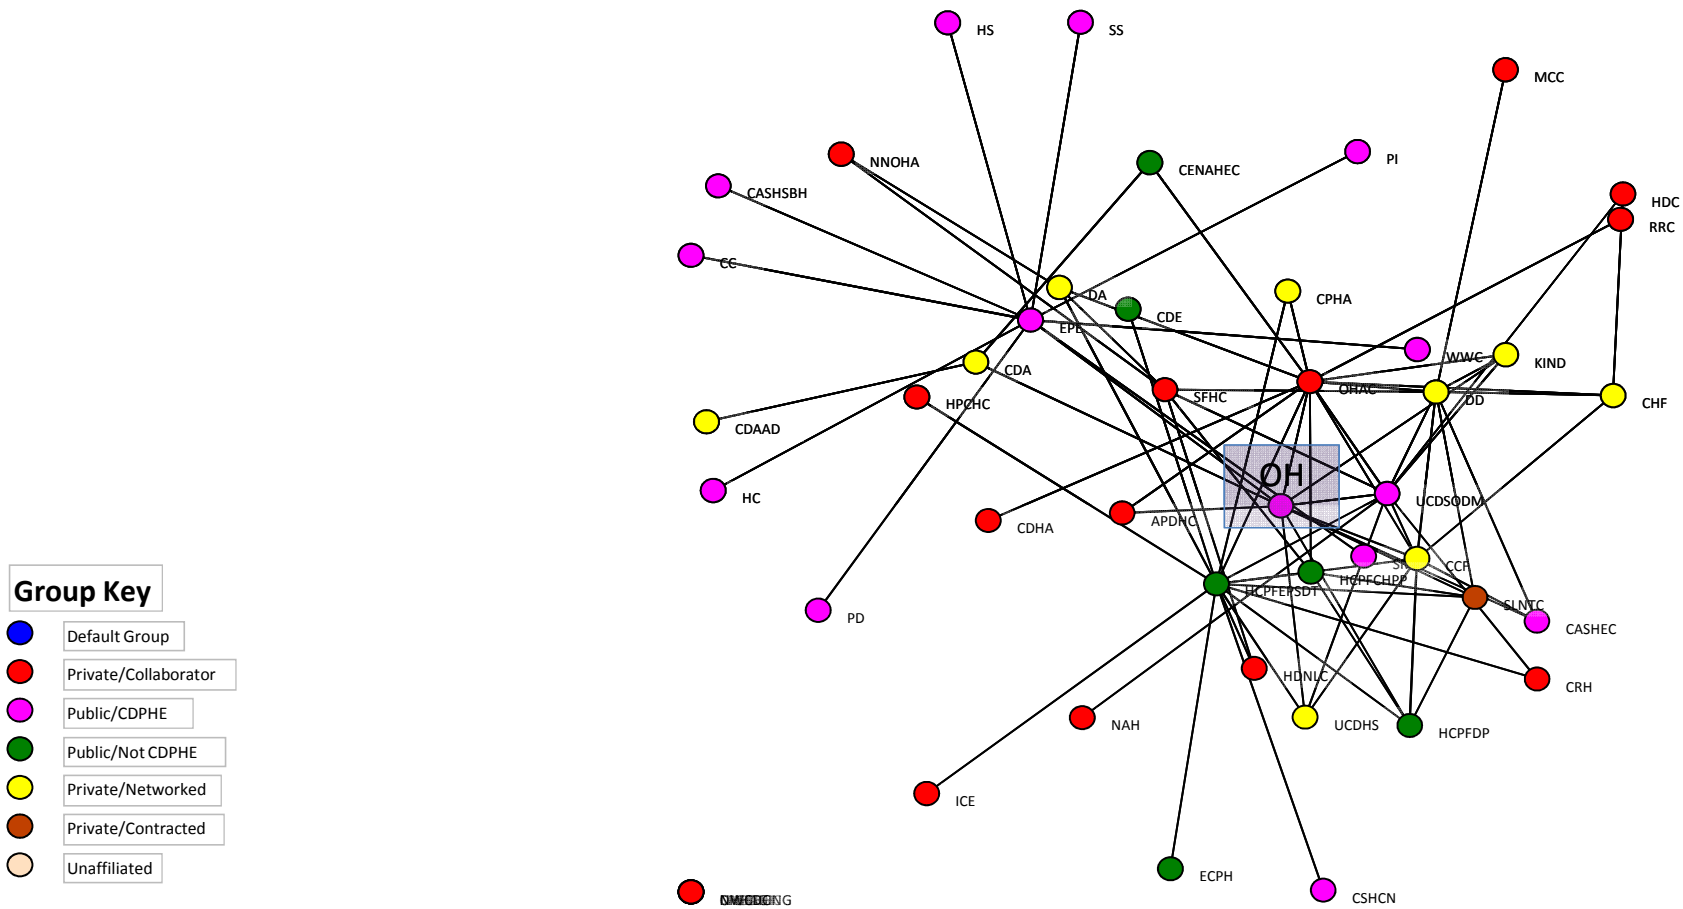 HS
SS
MCC
NNOHA
CENAHEC
PI
CASHSBH
HDC
RRC
CC
DA
CPHA
CDE
EPE
WWC
KIND
CDA
HPCHC
SFHC
OHAC
DD
CHF
CDAAD
OH
HC
UCDSODM
CDHA
APDHC
CCF
HCPFCHPP
HCPFEPSDT
SLNTC
CASHEC
PD
HDNLC
CRH
NAH
UCDHS
HCPFDP
ICE
ECPH
CSHCN
Group Key
Default Group
Private/Collaborator
Public/CDPHE
Public/Not CDPHE
Private/Networked
Private/Contracted
Unaffiliated